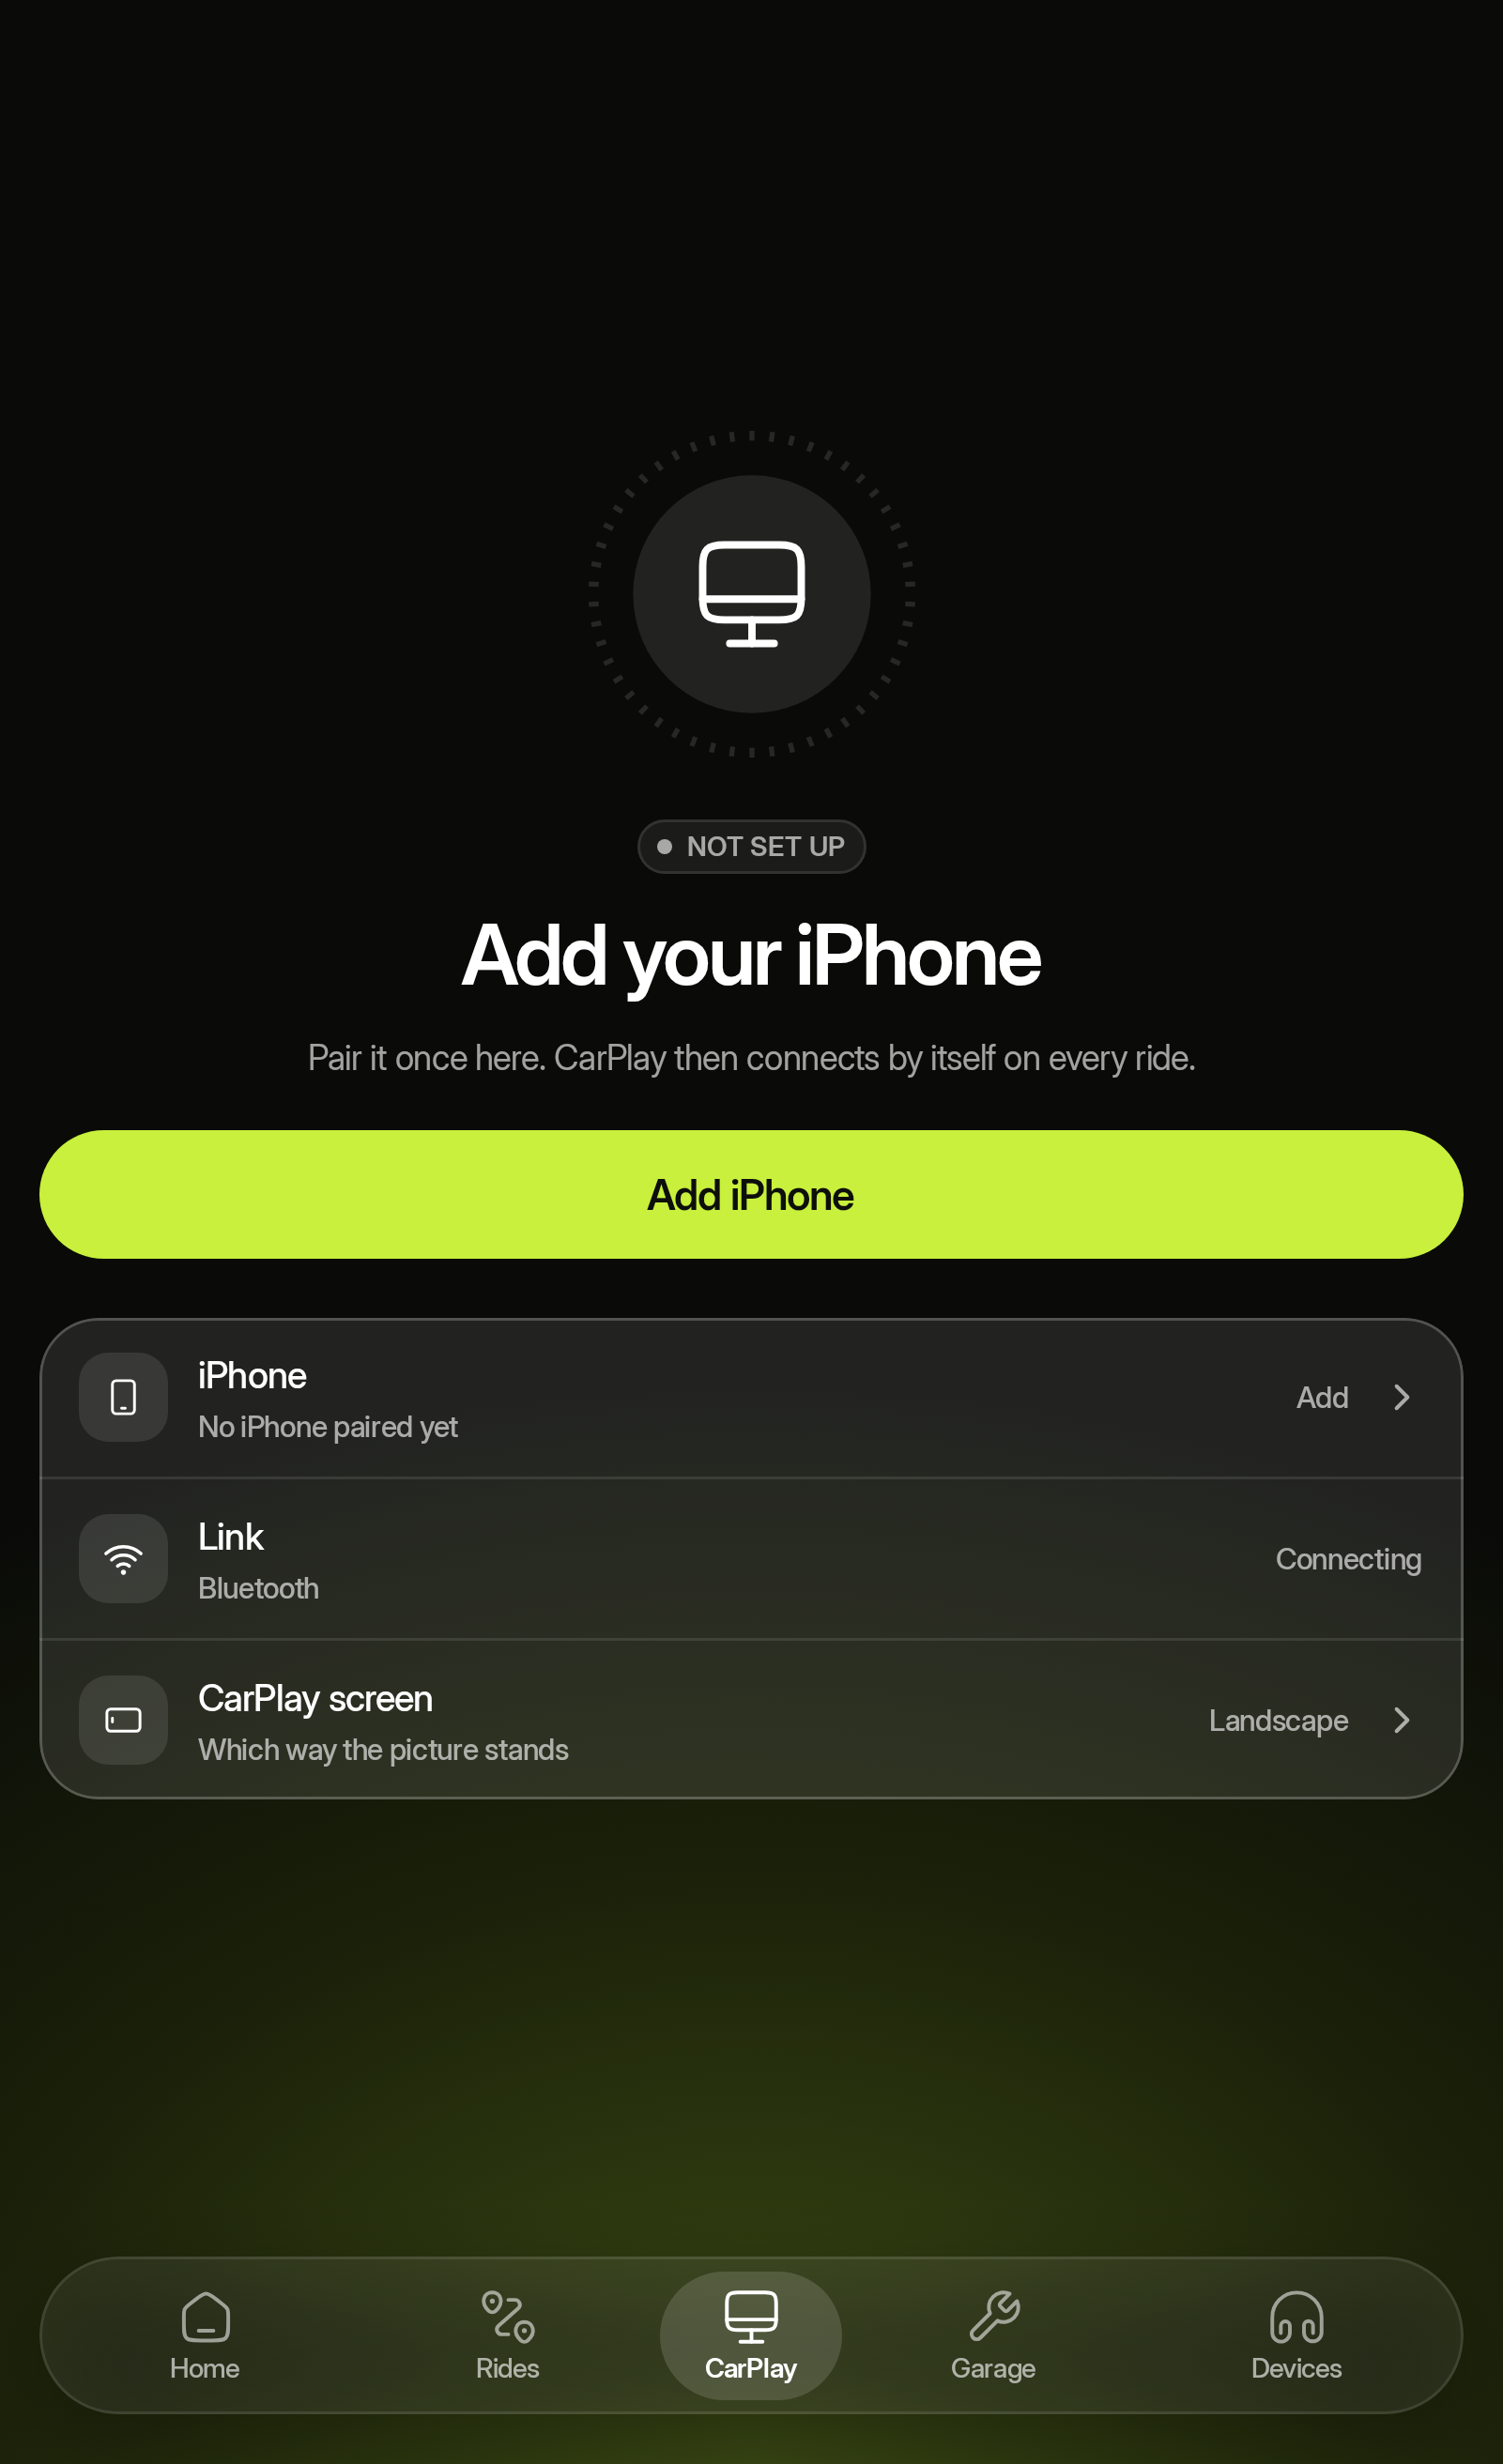 NOT SET UP
Add your iPhone
Pair it once here. CarPlay then connects by itself on every ride.
Add iPhone
iPhone
No iPhone paired yet
Add
Link
Bluetooth
Connecting
CarPlay screen
Which way the picture stands
Landscape
Home
Rides
CarPlay
Garage
Devices